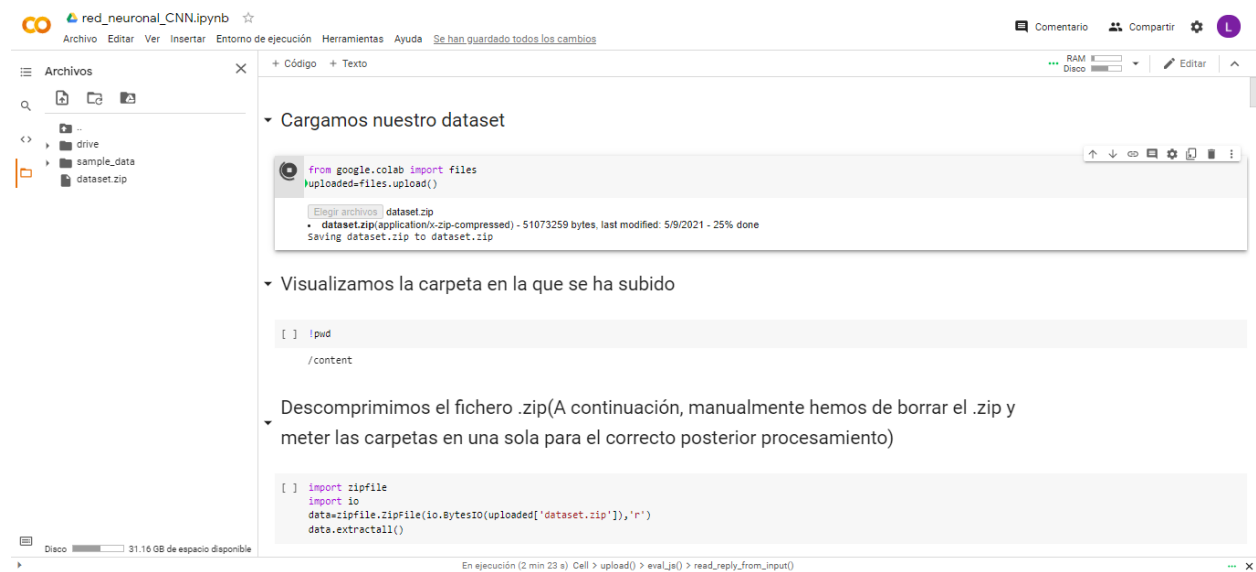 red_neuronal_CNN.ipynb
Comentario Compartir L
Archivo Editar Ver Insertar Entorno de ejecución Herramientas Ayuda Se han guardado todos los cambios
Archivos
+ Código + Texto
RAM
Disco
Editar
..
drive
sample_data
dataset.zip
Disco 31.16 GB de espacio disponible
Cargamos nuestro dataset
from google.colab import files
uploaded=files.upload()
Elegir archivos dataset.zip
• dataset.zip(application/x-zip-compressed) - 51073259 bytes, last modified: 5/9/2021 - 25% done
Saving dataset.zip to dataset.zip
Visualizamos la carpeta en la que se ha subido
[ ] !pwd
/content
Descomprimimos el fichero .zip(A continuación, manualmente hemos de borrar el .zip y
meter las carpetas en una sola para el correcto posterior procesamiento)
[ ] import zipfile
import io
data=zipfile.ZipFile(io.BytesIO(uploaded['dataset.zip']),'r')
data.extractall()
En ejecución (2 min 23 s) Cell > upload() > eval_js() > read_reply_from_input()